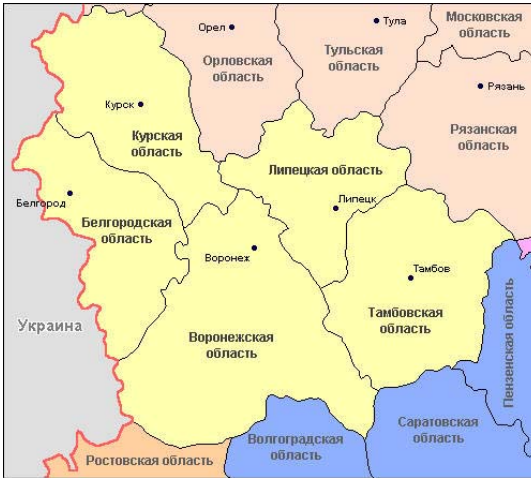 Московская
область
Орел
Тула
Орловская
область
Тульская
область
Рязань
Курск
Рязанская
область
Курская
область
Липецкая область
Белгород
Липецк
Белгородская
область
Воронеж
Тамбов
Украина
Воронежская
область
Тамбовская
область
Пензенская область
Волгоградская
область
Саратовская
область
Ростовская область